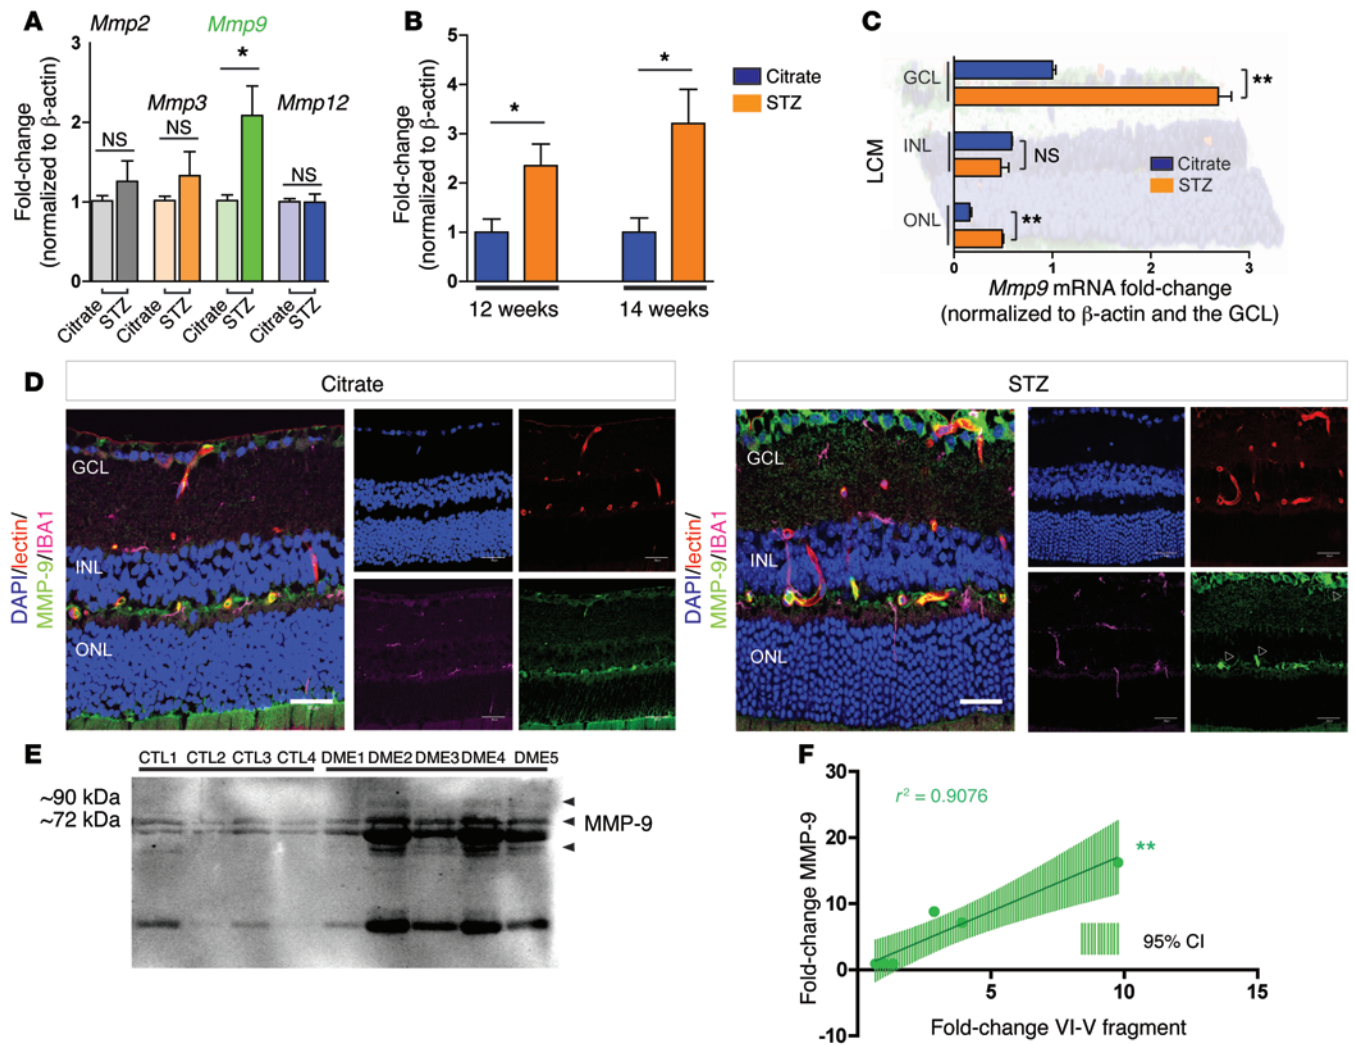 A
Mmp2
Mmp9
Fold-change
(normalized to β-actin)
3
2
1
0
NS
Mmp3
NS
*
Mmp12
NS
Citrate
STZ
Citrate
STZ
Citrate
STZ
Citrate
STZ
B
Fold-change
(normalized to β-actin)
5
4
3
2
1
0
*
*
12 weeks
14 weeks
Citrate
STZ
C
LCM
GCL
INL
ONL
**
NS
**
Citrate
STZ
0
1
2
3
Mmp9 mRNA fold-change
(normalized to β-actin and the GCL)
D
Citrate
DAPI/lectin/
MMP-9/IBA1
GCL
INL
ONL
STZ
DAPI/lectin/
MMP-9/IBA1
GCL
INL
ONL
E
CTL1 CTL2 CTL3 CTL4 DME1 DME2 DME3 DME4 DME5
~90 kDa
~72 kDa
MMP-9
F
Fold-change MMP-9
30
20
10
0
-10
r² = 0.9076
**
95% CI
5
10
15
Fold-change VI-V fragment